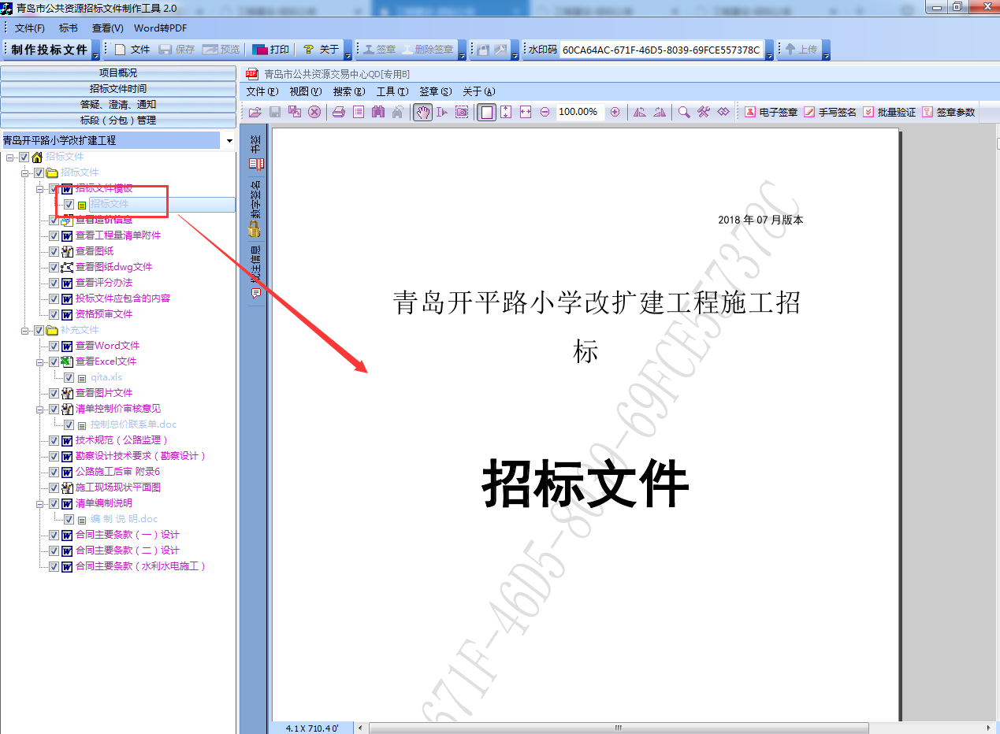 青岛市公共资源招标文件制作工具 2.0
文件(F) 标书 查看(V) Word转PDF
制作投标文件 文件 保存 预览 打印 关于 签章 删除签章 水印码 60CA64AC-671F-46D5-8039-69FCE557378C 上传
项目概况
招标文件时间
答疑、澄清、通知
标段（分包）管理
青岛开平路小学改扩建工程
招标文件
招标文件
招标文件模板
招标文件
查看造价信息
查看工程量清单附件
查看图纸
查看图纸dwg文件
查看评分办法
投标文件应包含的内容
资格预审文件
补充文件
查看Word文件
查看Excel文件
qita.xls
查看图片文件
清单控制价审核意见
控制总价联系单.doc
技术规范（公路监理）
勘察设计技术要求（勘察设计）
公路施工后审 附录6
施工现场现状平面图
清单编制说明
编 制 说 明.doc
合同主要条款（一）设计
合同主要条款（二）设计
合同主要条款（水利水电施工）
青岛市公共资源交易中心QD[专用B]
文件(F) 视图(V) 搜索(E) 工具(T) 签章(S) 关于(A)
100.00% 电子签章 手写签名 批量验证 签章参数
书签
数字签名
批注信息
2018 年 07 月版本
青岛开平路小学改扩建工程施工招
标
招标文件
671F-46D5-8039-69FCE557378C
4.1 X 710.4 0'